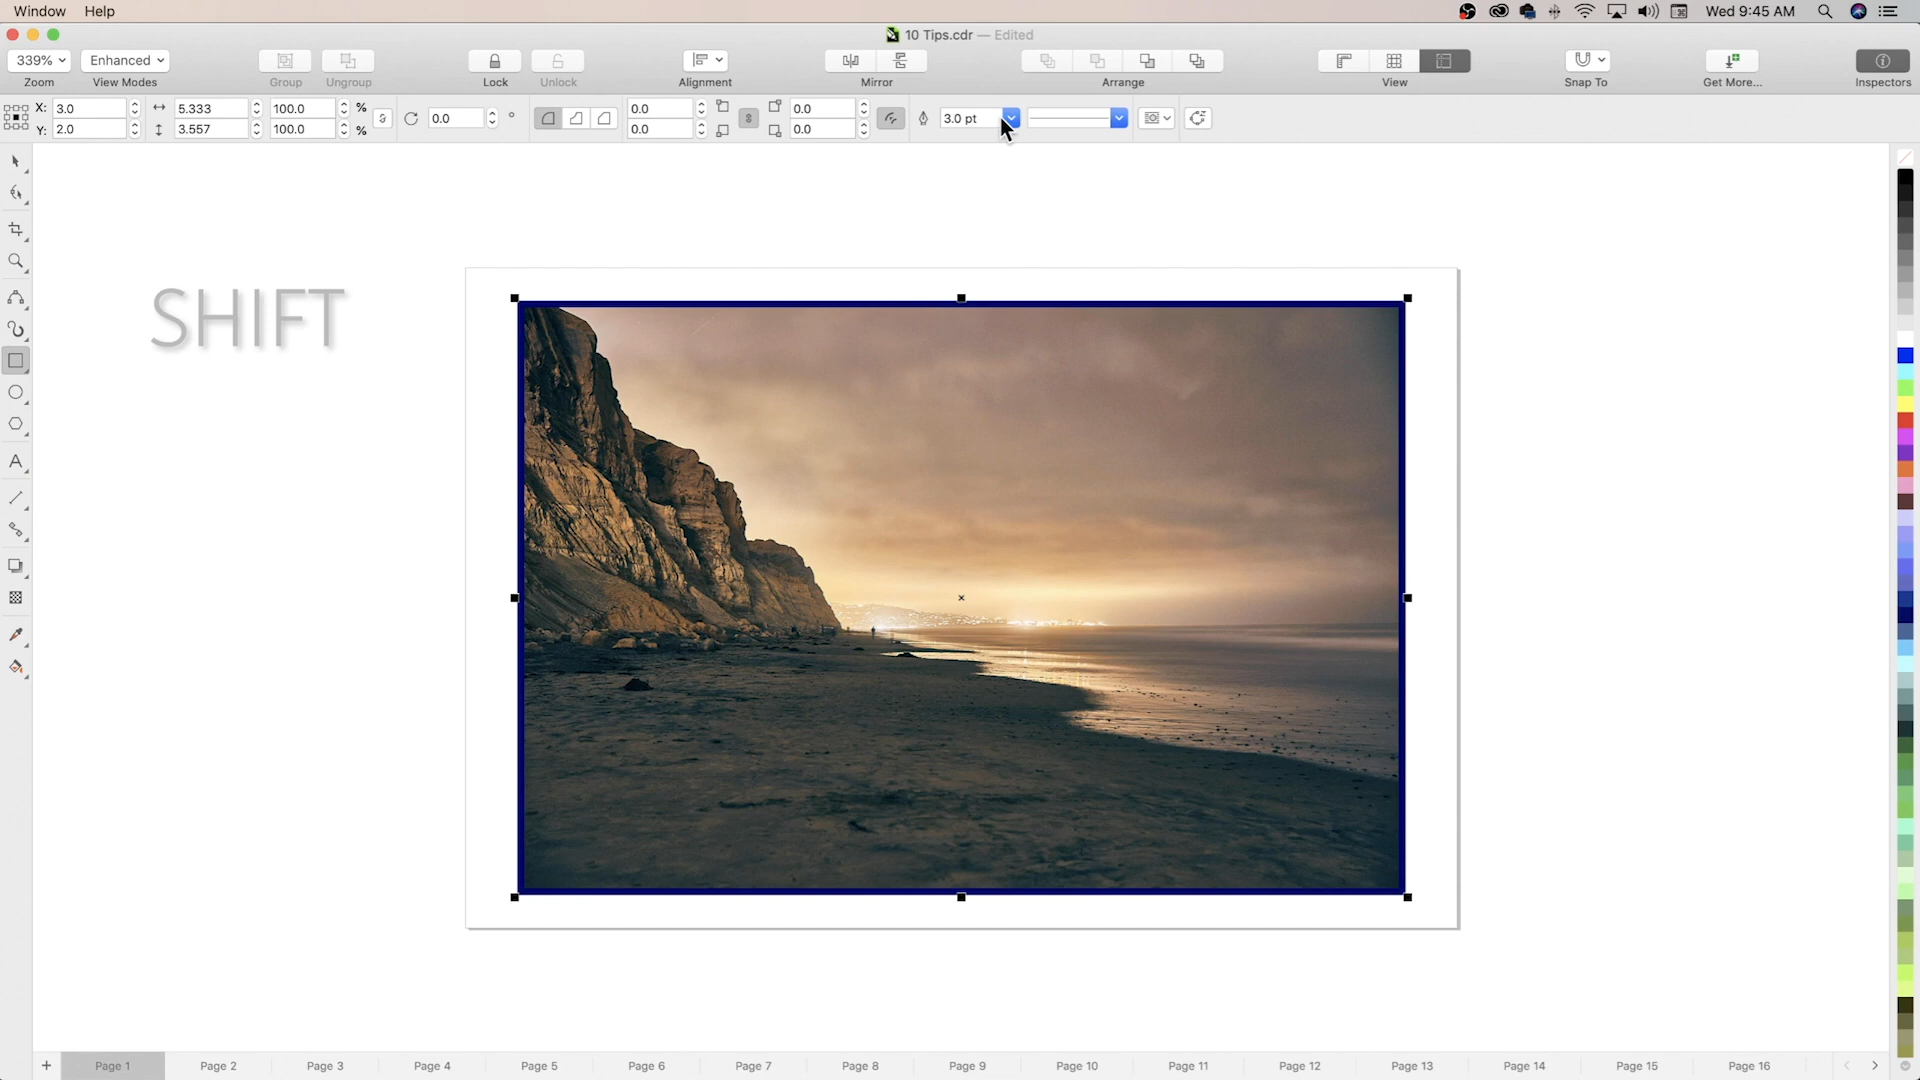 Window Help
Wed 9:45 AM
10 Tips.cdr — Edited
339% Enhanced
Zoom View Modes Group Ungroup Lock Unlock Alignment Mirror Arrange View Snap To Get More... Inspectors
X: 3.0 5.333 100.0 % 0.0 ° 0.0 0.0 3.0 pt
Y: 2.0 3.557 100.0 % 0.0 0.0
SHIFT
Page 1 Page 2 Page 3 Page 4 Page 5 Page 6 Page 7 Page 8 Page 9 Page 10 Page 11 Page 12 Page 13 Page 14 Page 15 Page 16